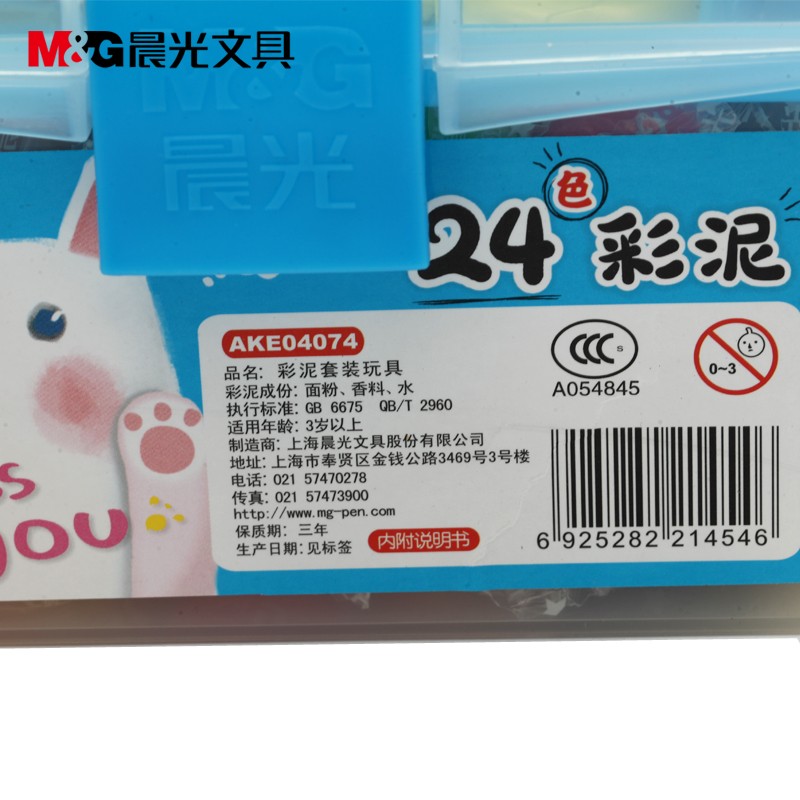 M&G晨光文具
M&G
晨光
24色彩泥
AKE04074
品名: 彩泥套装玩具
彩泥成份: 面粉、香料、水
执行标准: GB 6675 QB/T 2960
适用年龄: 3岁以上
制造商: 上海晨光文具股份有限公司
地址: 上海市奉贤区金钱公路3469号3号楼
电话: 021 57470278
传真: 021 57473900
http://www.mg-pen.com
保质期: 三年
生产日期: 见标签
内附说明书
CCC S
A054845
0~3
6 925282 214546
you